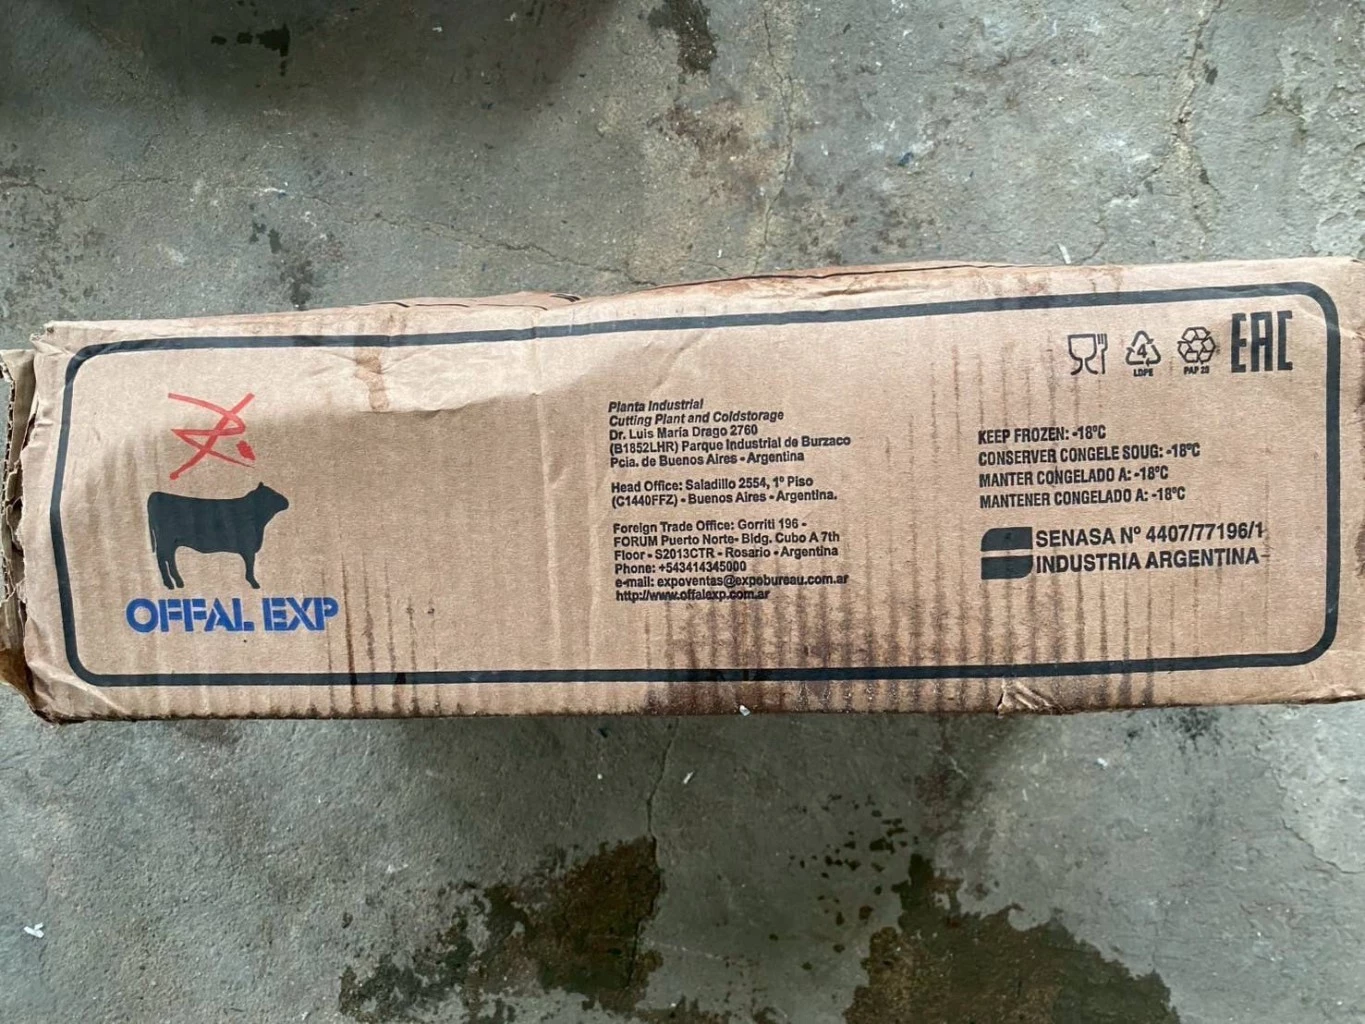 OFFAL EXP
Planta Industrial
Cutting Plant and Coldstorage
Dr. Luis María Drago 2760
(B1852LHR) Parque Industrial de Burzaco
Pcia. de Buenos Aires - Argentina
Head Office: Saladillo 2554, 1º Piso
(C1440FFZ) - Buenos Aires - Argentina.
Foreign Trade Office: Gorriti 196 -
FORUM Puerto Norte- Bldg. Cubo A 7th
Floor - S2013CTR - Rosario - Argentina
Phone: +543414345000
e-mail: expoventas@expobureau.com.ar
http://www.offalexp.com.ar
4
LDPE
PAP 20
EAC
KEEP FROZEN: -18ºC
CONSERVER CONGELE SOUG: -18ºC
MANTER CONGELADO A: -18ºC
MANTENER CONGELADO A: -18ºC
SENASA Nº 4407/77196/1
INDUSTRIA ARGENTINA